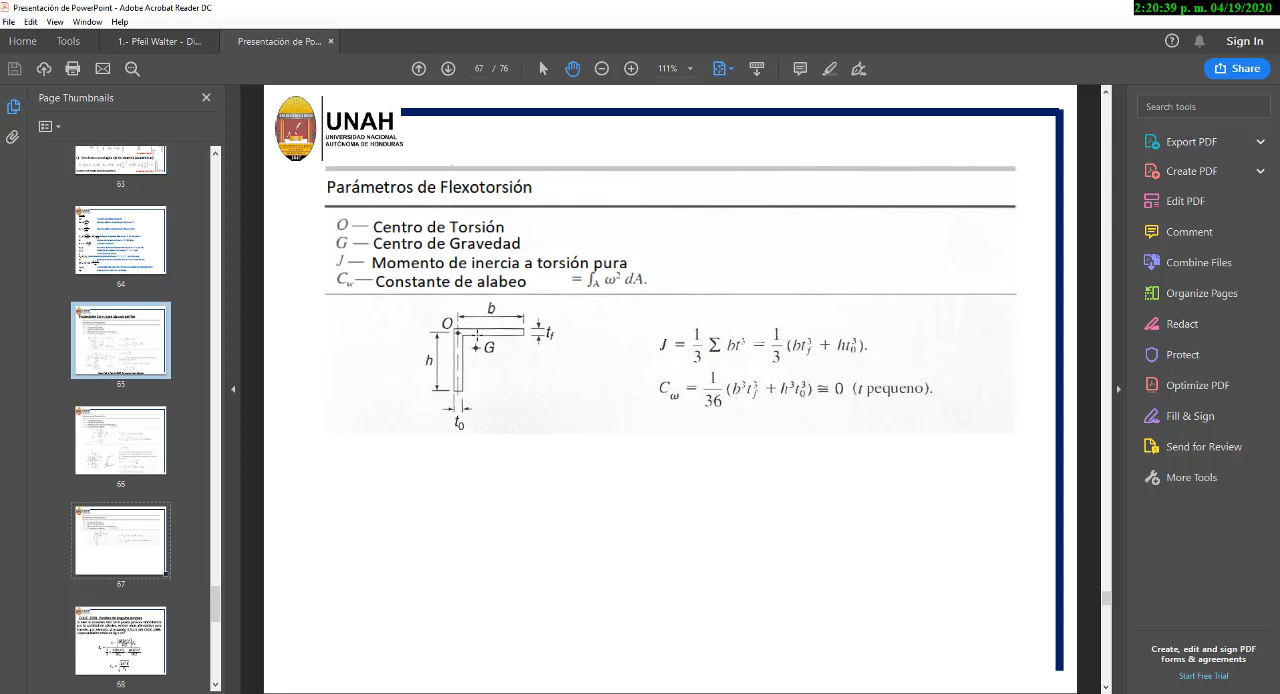 Presentación de PowerPoint - Adobe Acrobat Reader DC
2:20:39 p. m. 04/19/2020
File Edit View Window Help
Home Tools 1.- Pfeil Walter - Di... Presentación de Po... × Sign In
67 / 76 111% Share
Page Thumbnails
63
64
65
66
67
68
UNAH
UNIVERSIDAD NACIONAL
AUTÓNOMA DE HONDURAS
Parámetros de Flexotorsión
O — Centro de Torsión
G — Centro de Gravedad
J — Momento de inercia a torsión pura
C_w — Constante de alabeo = ∫_A ω² dA.
b
O
t_f
h
G
t_0
J = 1/3 Σ bt³ = 1/3 (bt_f³ + ht_0³).
C_ω = 1/36 (b³t_f³ + h³t_0³) ≅ 0 (t pequeno).
Search tools
Export PDF
Create PDF
Edit PDF
Comment
Combine Files
Organize Pages
Redact
Protect
Optimize PDF
Fill & Sign
Send for Review
More Tools
Create, edit and sign PDF
forms & agreements
Start Free Trial